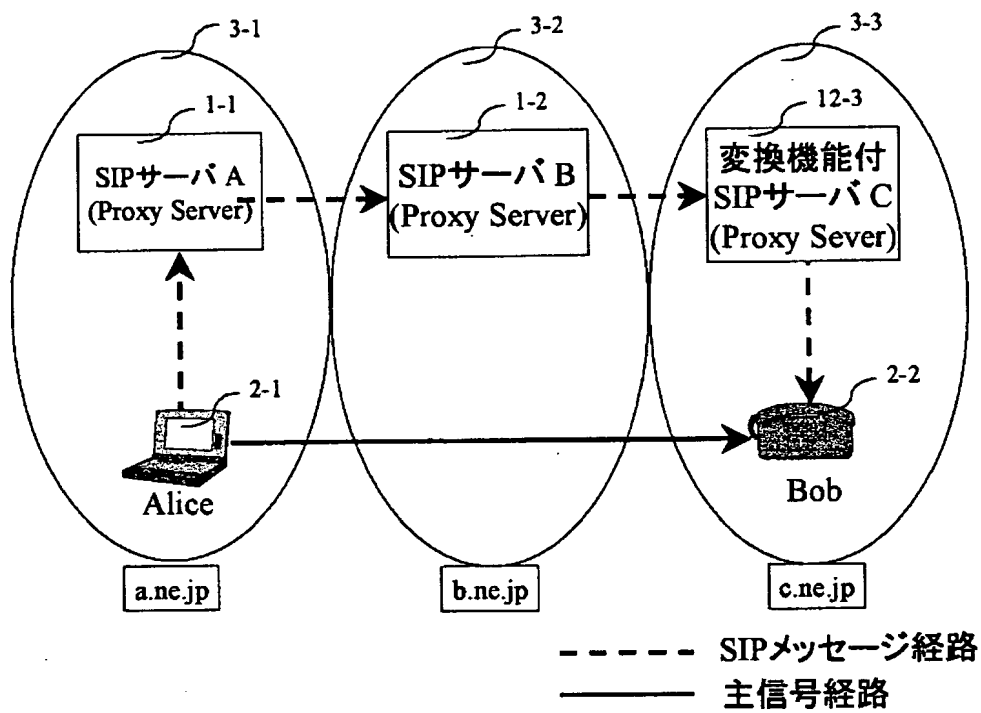 3-1
3-2
3-3
1-1
1-2
12-3
SIPサーバ A
(Proxy Server)
SIPサーバ B
(Proxy Server)
変換機能付
SIPサーバ C
(Proxy Sever)
2-1
2-2
Alice
Bob
a.ne.jp
b.ne.jp
c.ne.jp
SIPメッセージ経路
主信号経路